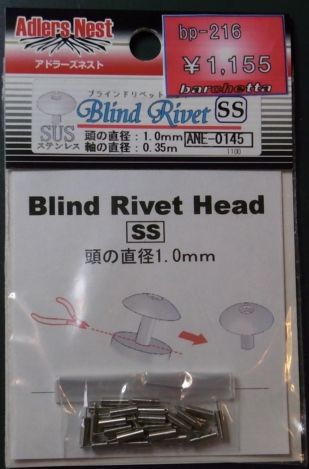 Adlers Nest
アドラーズネスト
bp-216
¥1,155
barchetta
ブラインドリベット
Blind Rivet SS
SUS
ステンレス
頭の直径：1.0mm
軸の直径：0.35m
ANE-0145
1100
Blind Rivet Head
SS
頭の直径1.0mm